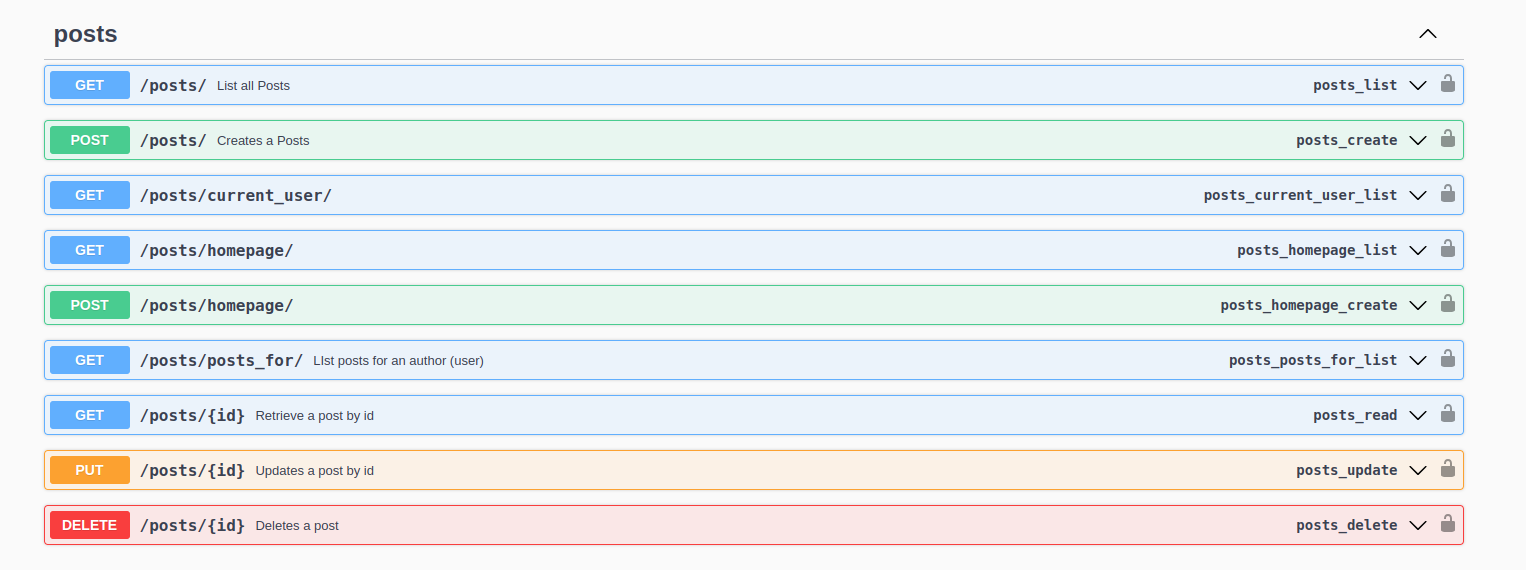 posts
GET /posts/ List all Posts posts_list
POST /posts/ Creates a Posts posts_create
GET /posts/current_user/ posts_current_user_list
GET /posts/homepage/ posts_homepage_list
POST /posts/homepage/ posts_homepage_create
GET /posts/posts_for/ LIst posts for an author (user) posts_posts_for_list
GET /posts/{id} Retrieve a post by id posts_read
PUT /posts/{id} Updates a post by id posts_update
DELETE /posts/{id} Deletes a post posts_delete